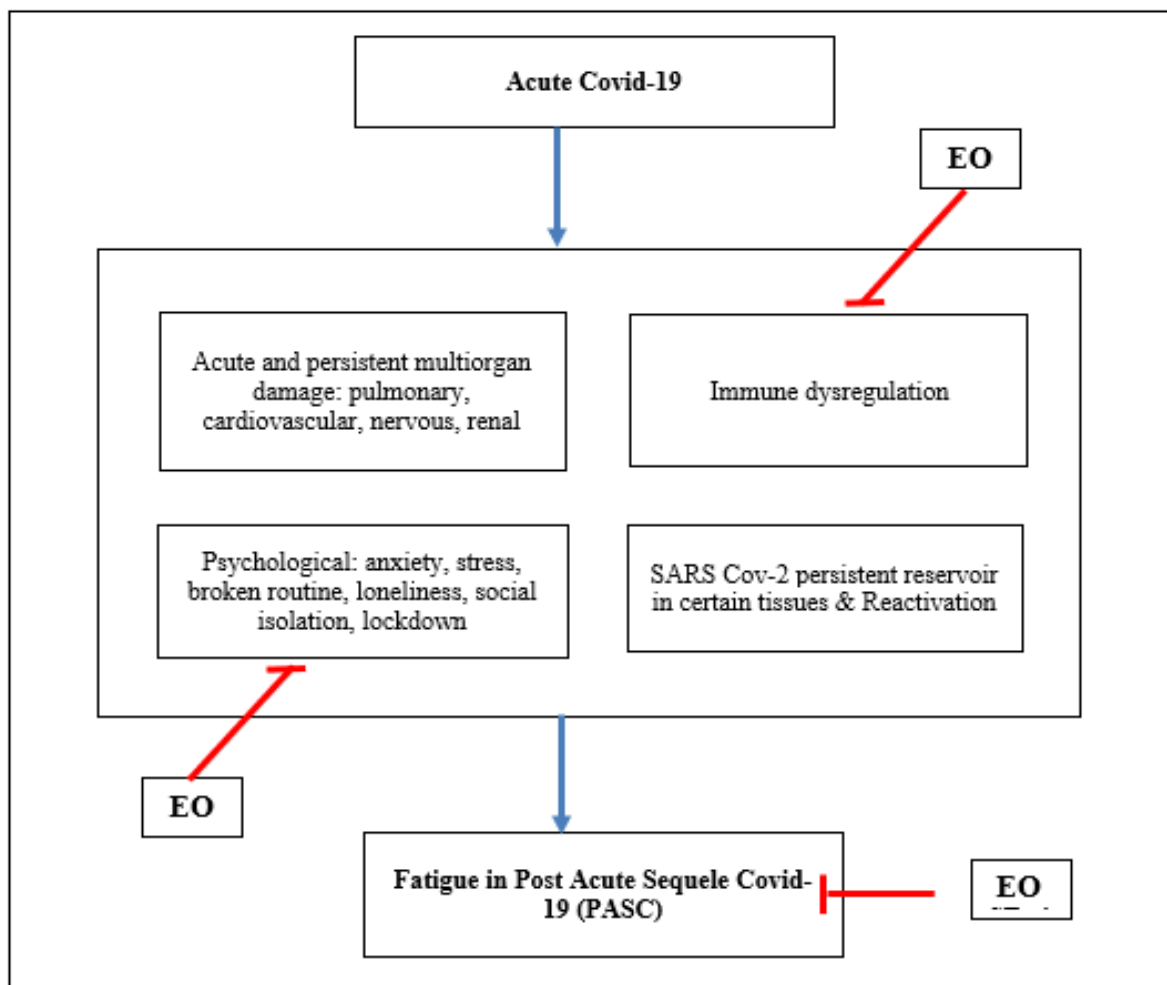 Acute Covid-19
EO
Acute and persistent multiorgan
damage: pulmonary,
cardiovascular, nervous, renal
Immune dysregulation
Psychological: anxiety, stress,
broken routine, loneliness, social
isolation, lockdown
SARS Cov-2 persistent reservoir
in certain tissues & Reactivation
EO
Fatigue in Post Acute Sequele Covid-
19 (PASC)
EO